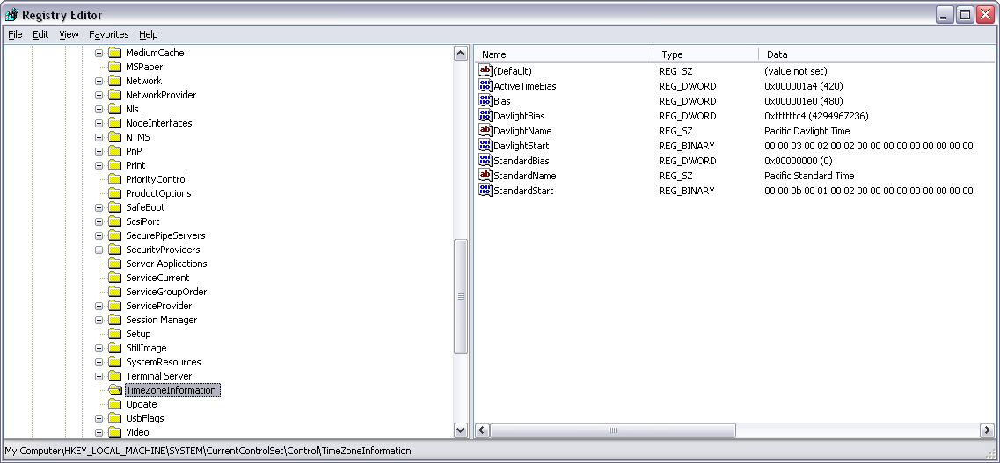 Registry Editor
File Edit View Favorites Help
MediumCache
MSPaper
Network
NetworkProvider
Nls
NodeInterfaces
NTMS
PnP
Print
PriorityControl
ProductOptions
SafeBoot
ScsiPort
SecurePipeServers
SecurityProviders
Server Applications
ServiceCurrent
ServiceGroupOrder
ServiceProvider
Session Manager
Setup
StillImage
SystemResources
Terminal Server
TimeZoneInformation
Update
UsbFlags
Video
Name Type Data
(Default) REG_SZ (value not set)
ActiveTimeBias REG_DWORD 0x000001a4 (420)
Bias REG_DWORD 0x000001e0 (480)
DaylightBias REG_DWORD 0xffffffc4 (4294967236)
DaylightName REG_SZ Pacific Daylight Time
DaylightStart REG_BINARY 00 00 03 00 02 00 02 00 00 00 00 00 00 00 00 00
StandardBias REG_DWORD 0x00000000 (0)
StandardName REG_SZ Pacific Standard Time
StandardStart REG_BINARY 00 00 0b 00 01 00 02 00 00 00 00 00 00 00 00 00
My Computer\HKEY_LOCAL_MACHINE\SYSTEM\CurrentControlSet\Control\TimeZoneInformation